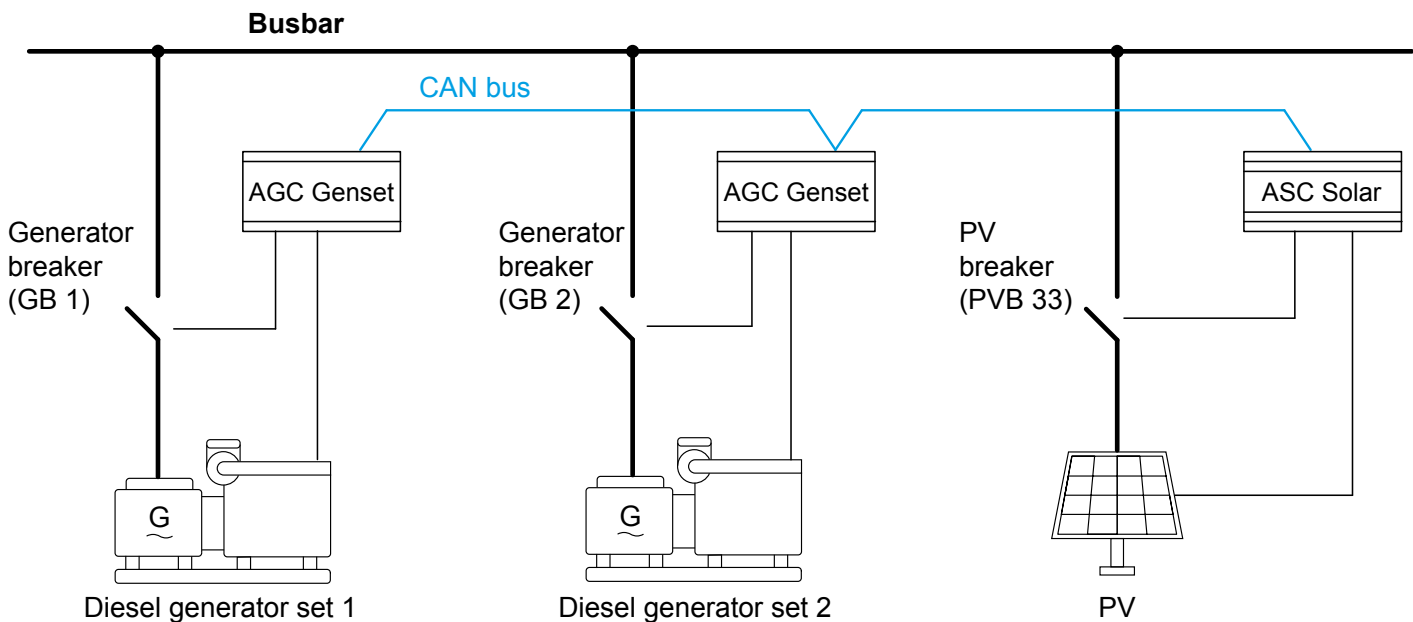 Busbar
CAN bus
AGC Genset
AGC Genset
ASC Solar
Generator
breaker
(GB 1)
Generator
breaker
(GB 2)
PV
breaker
(PVB 33)
G
~
G
~
Diesel generator set 1
Diesel generator set 2
PV